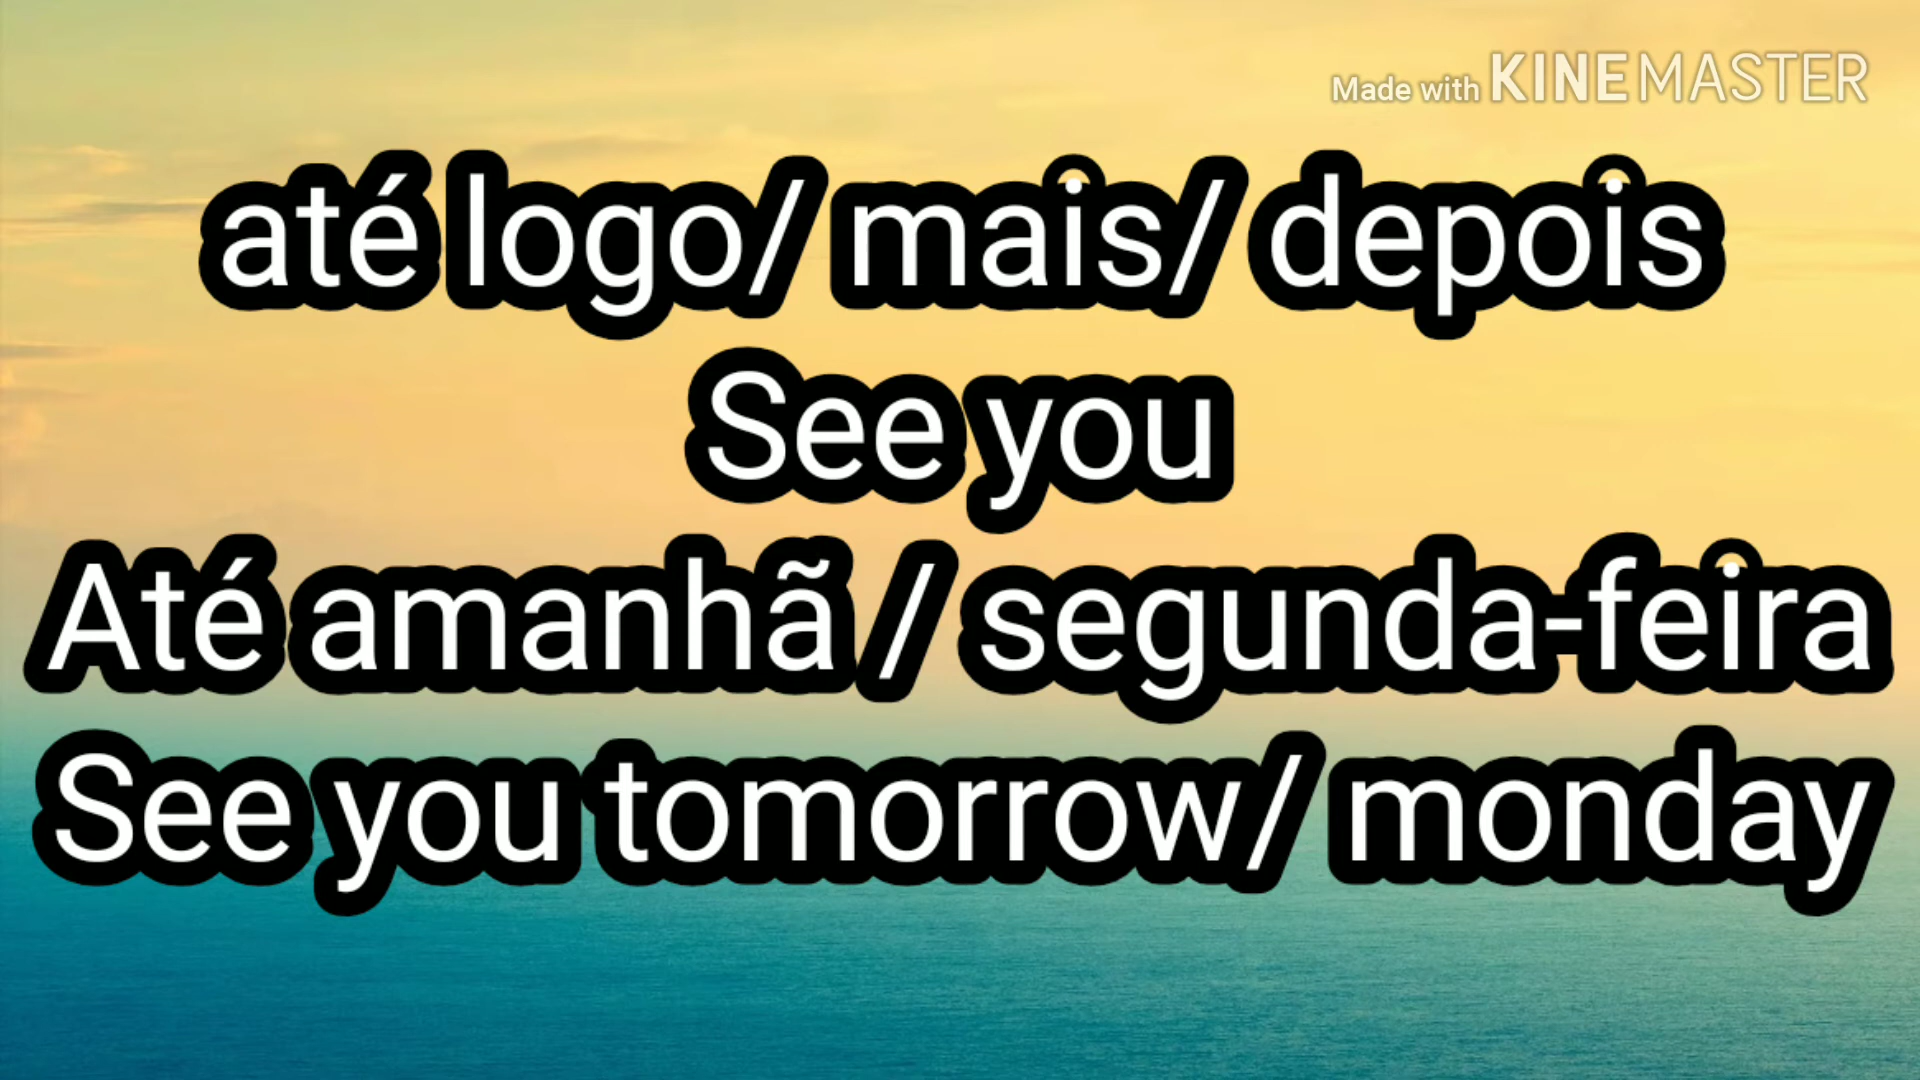 Made with KINEMASTER
até logo/ mais/ depois
See you
Até amanhã / segunda-feira
See you tomorrow/ monday